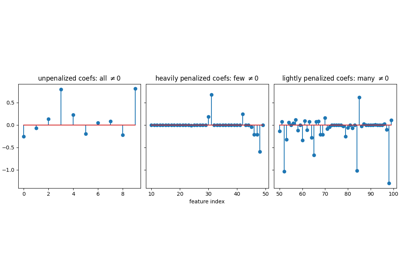 unpenalized coefs: all ≠0
heavily penalized coefs: few ≠0
lightly penalized coefs: many ≠0
0.5
0.0
−0.5
−1.0
0 2 4 6 8
10 20 30 40 50
50 60 70 80 90 100
feature index